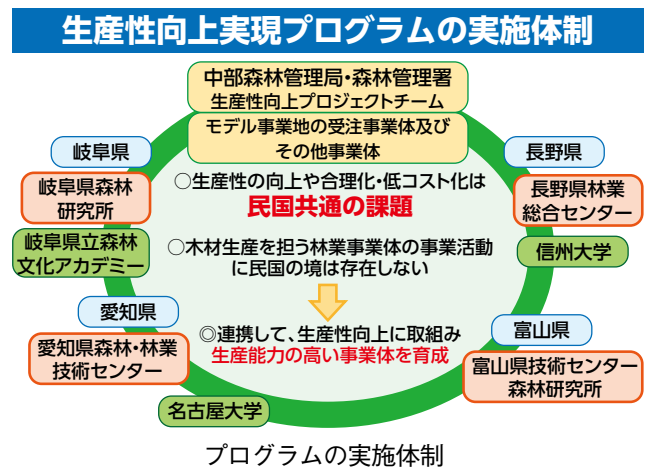 生産性向上実現プログラムの実施体制
中部森林管理局・森林管理署
生産性向上プロジェクトチーム
モデル事業地の受注事業体及び
その他事業体
岐阜県
岐阜県森林
研究所
岐阜県立森林
文化アカデミー
愛知県
愛知県森林・林業
技術センター
名古屋大学
長野県
長野県林業
総合センター
信州大学
富山県
富山県技術センター
森林研究所
○生産性の向上や合理化・低コスト化は
民国共通の課題
○木材生産を担う林業事業体の事業活動
に民国の境は存在しない
◎連携して、生産性向上に取組み
生産能力の高い事業体を育成
プログラムの実施体制